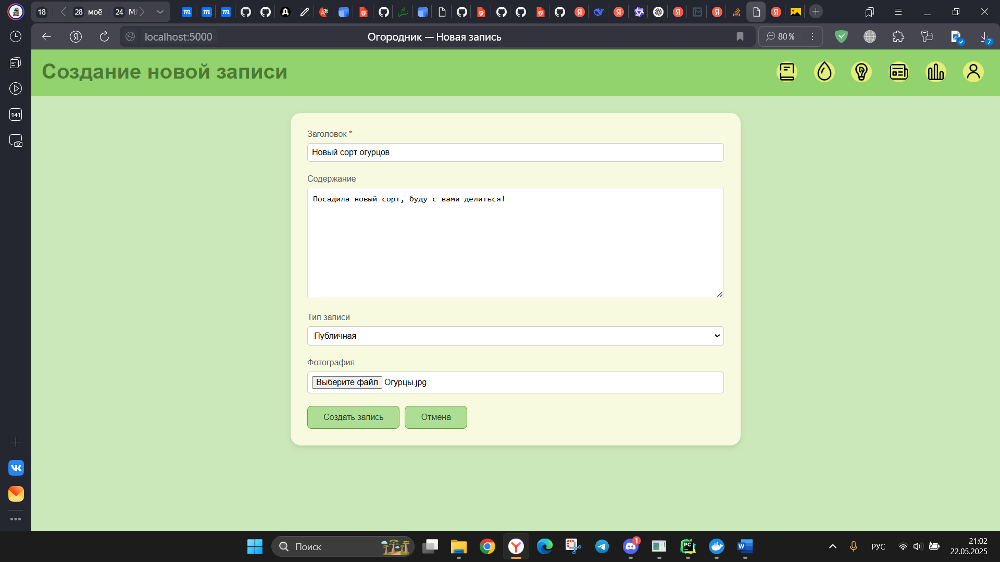 18
28 моё
24
localhost:5000
Огородник — Новая запись
80 %
7
Создание новой записи
141
Заголовок *
Новый сорт огурцов
Содержание
Посадила новый сорт, буду с вами делиться!
Тип записи
Публичная
Фотография
Выберите файл Огурцы.jpg
Создать запись
Отмена
Поиск
1
РУС
21:02
22.05.2025